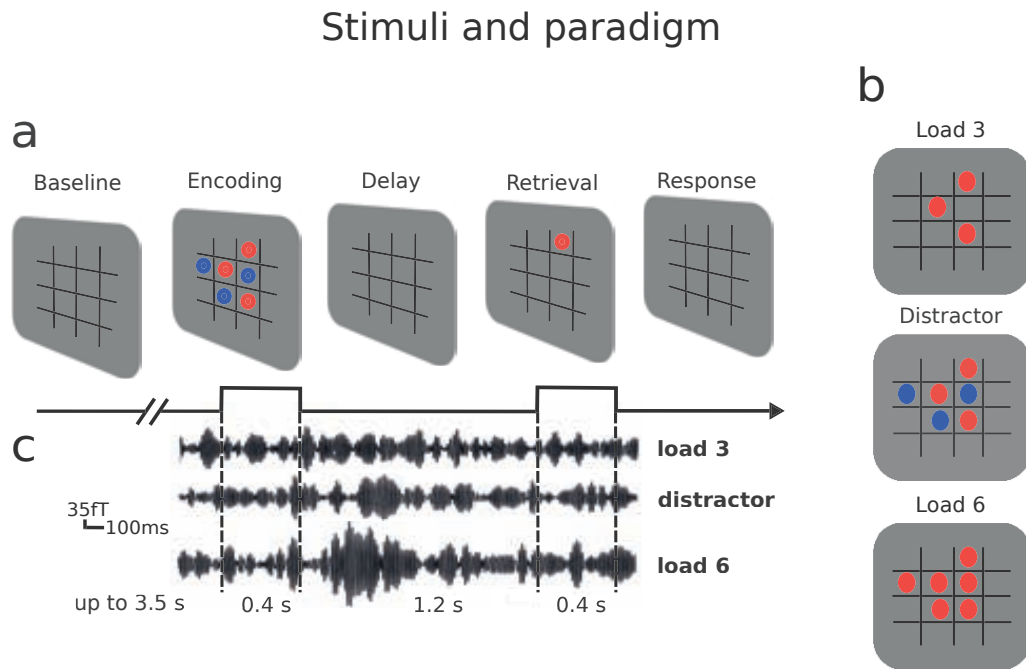 Stimuli and paradigm
a
Baseline
Encoding
Delay
Retrieval
Response
c
load 3
distractor
load 6
35fT
100ms
up to 3.5 s
0.4 s
1.2 s
0.4 s
b
Load 3
Distractor
Load 6